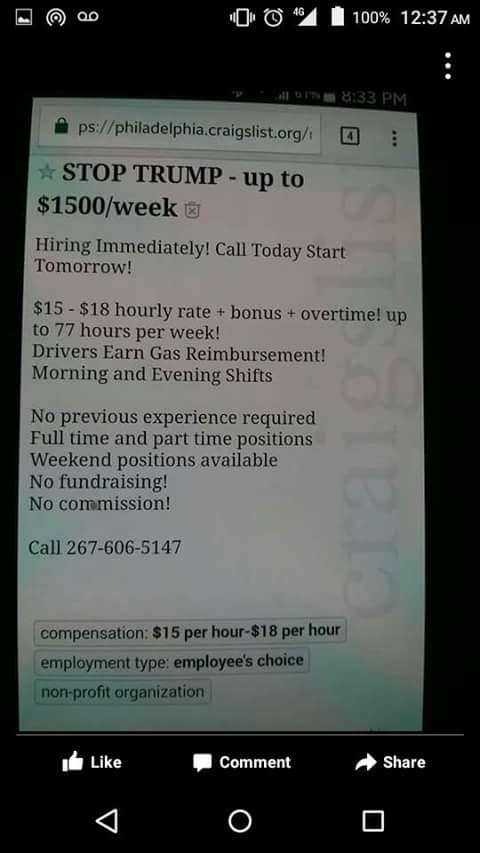 4G 100% 12:37 AM
61% 8:33 PM
ps://philadelphia.craigslist.org/
4
STOP TRUMP - up to
$1500/week
Hiring Immediately! Call Today Start
Tomorrow!
$15 - $18 hourly rate + bonus + overtime! up
to 77 hours per week!
Drivers Earn Gas Reimbursement!
Morning and Evening Shifts
No previous experience required
Full time and part time positions
Weekend positions available
No fundraising!
No commission!
Call 267-606-5147
craigslist
compensation: $15 per hour-$18 per hour
employment type: employee's choice
non-profit organization
Like Comment Share